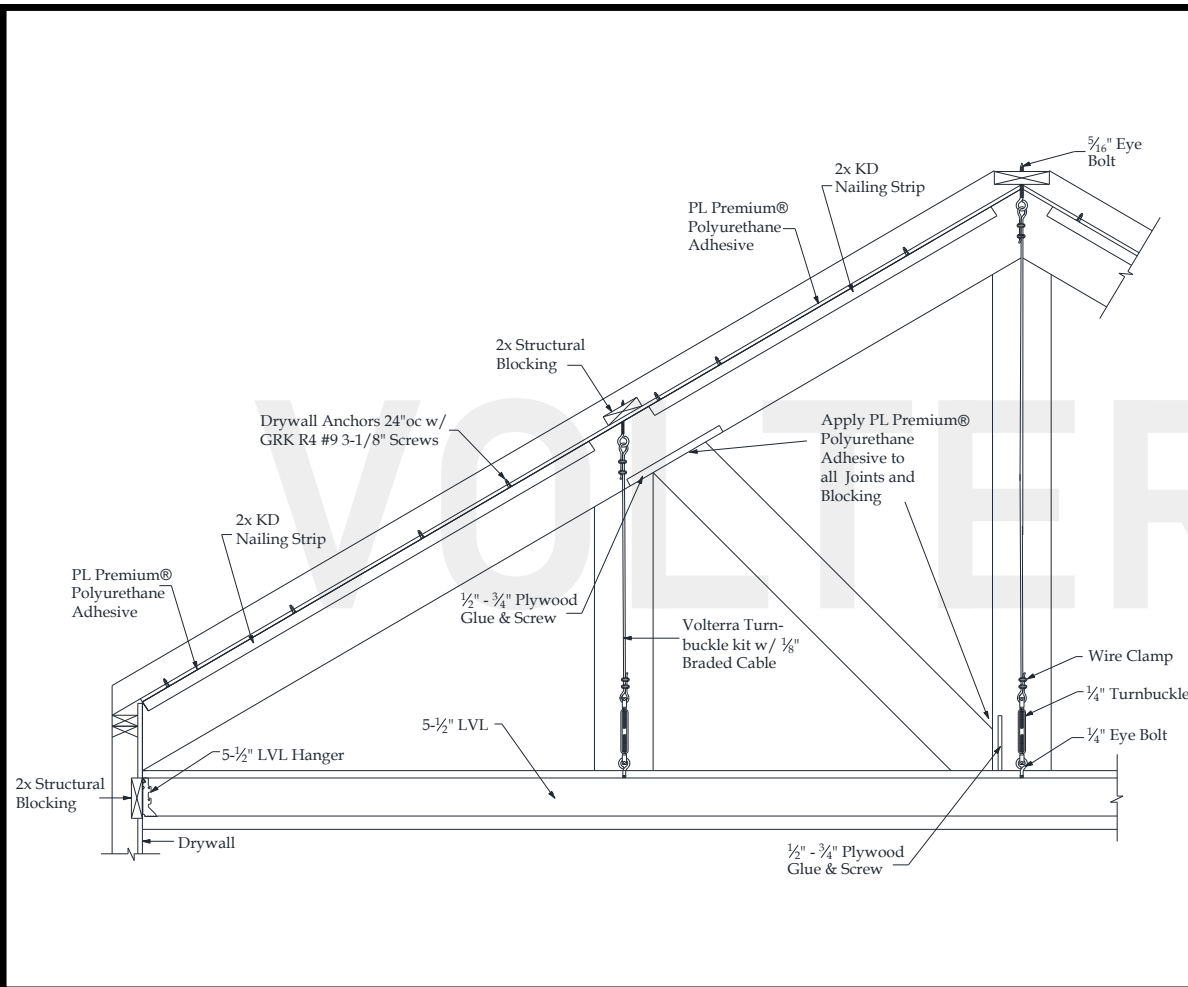 5⁄16" Eye
Bolt
2x KD
Nailing Strip
PL Premium®
Polyurethane
Adhesive
2x Structural
Blocking
Drywall Anchors 24"oc w/
GRK R4 #9 3-1/8" Screws
Apply PL Premium®
Polyurethane
Adhesive to
all Joints and
Blocking
2x KD
Nailing Strip
PL Premium®
Polyurethane
Adhesive
½" - ¾" Plywood
Glue & Screw
Volterra Turn-
buckle kit w/ ⅛"
Braded Cable
Wire Clamp
¼" Turnbuckle
¼" Eye Bolt
5-½" LVL
5-½" LVL Hanger
2x Structural
Blocking
Drywall
½" - ¾" Plywood
Glue & Screw
VOLTER